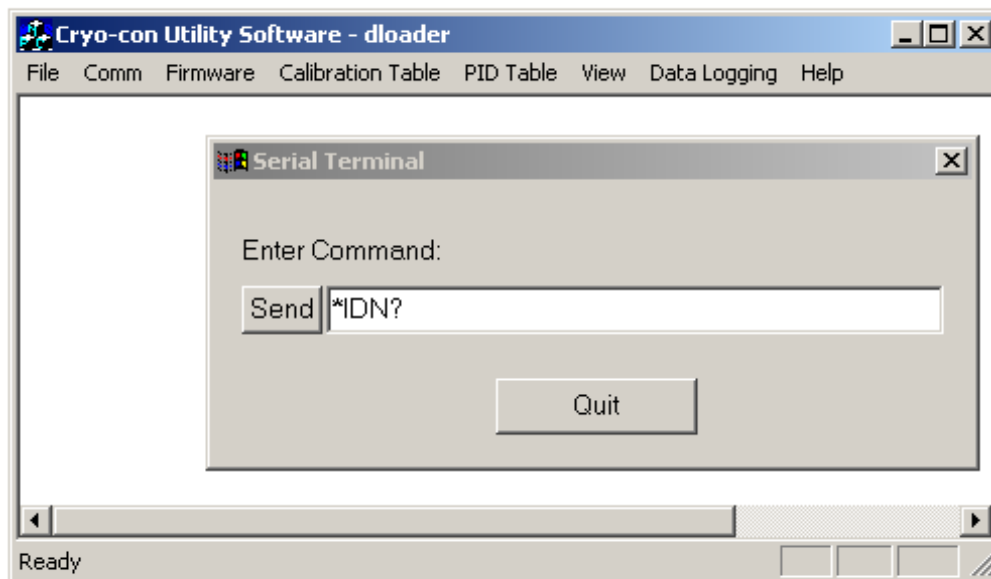 Cryo-con Utility Software - dloader
File Comm Firmware Calibration Table PID Table View Data Logging Help
Serial Terminal
Enter Command:
Send *IDN?
Quit
Ready